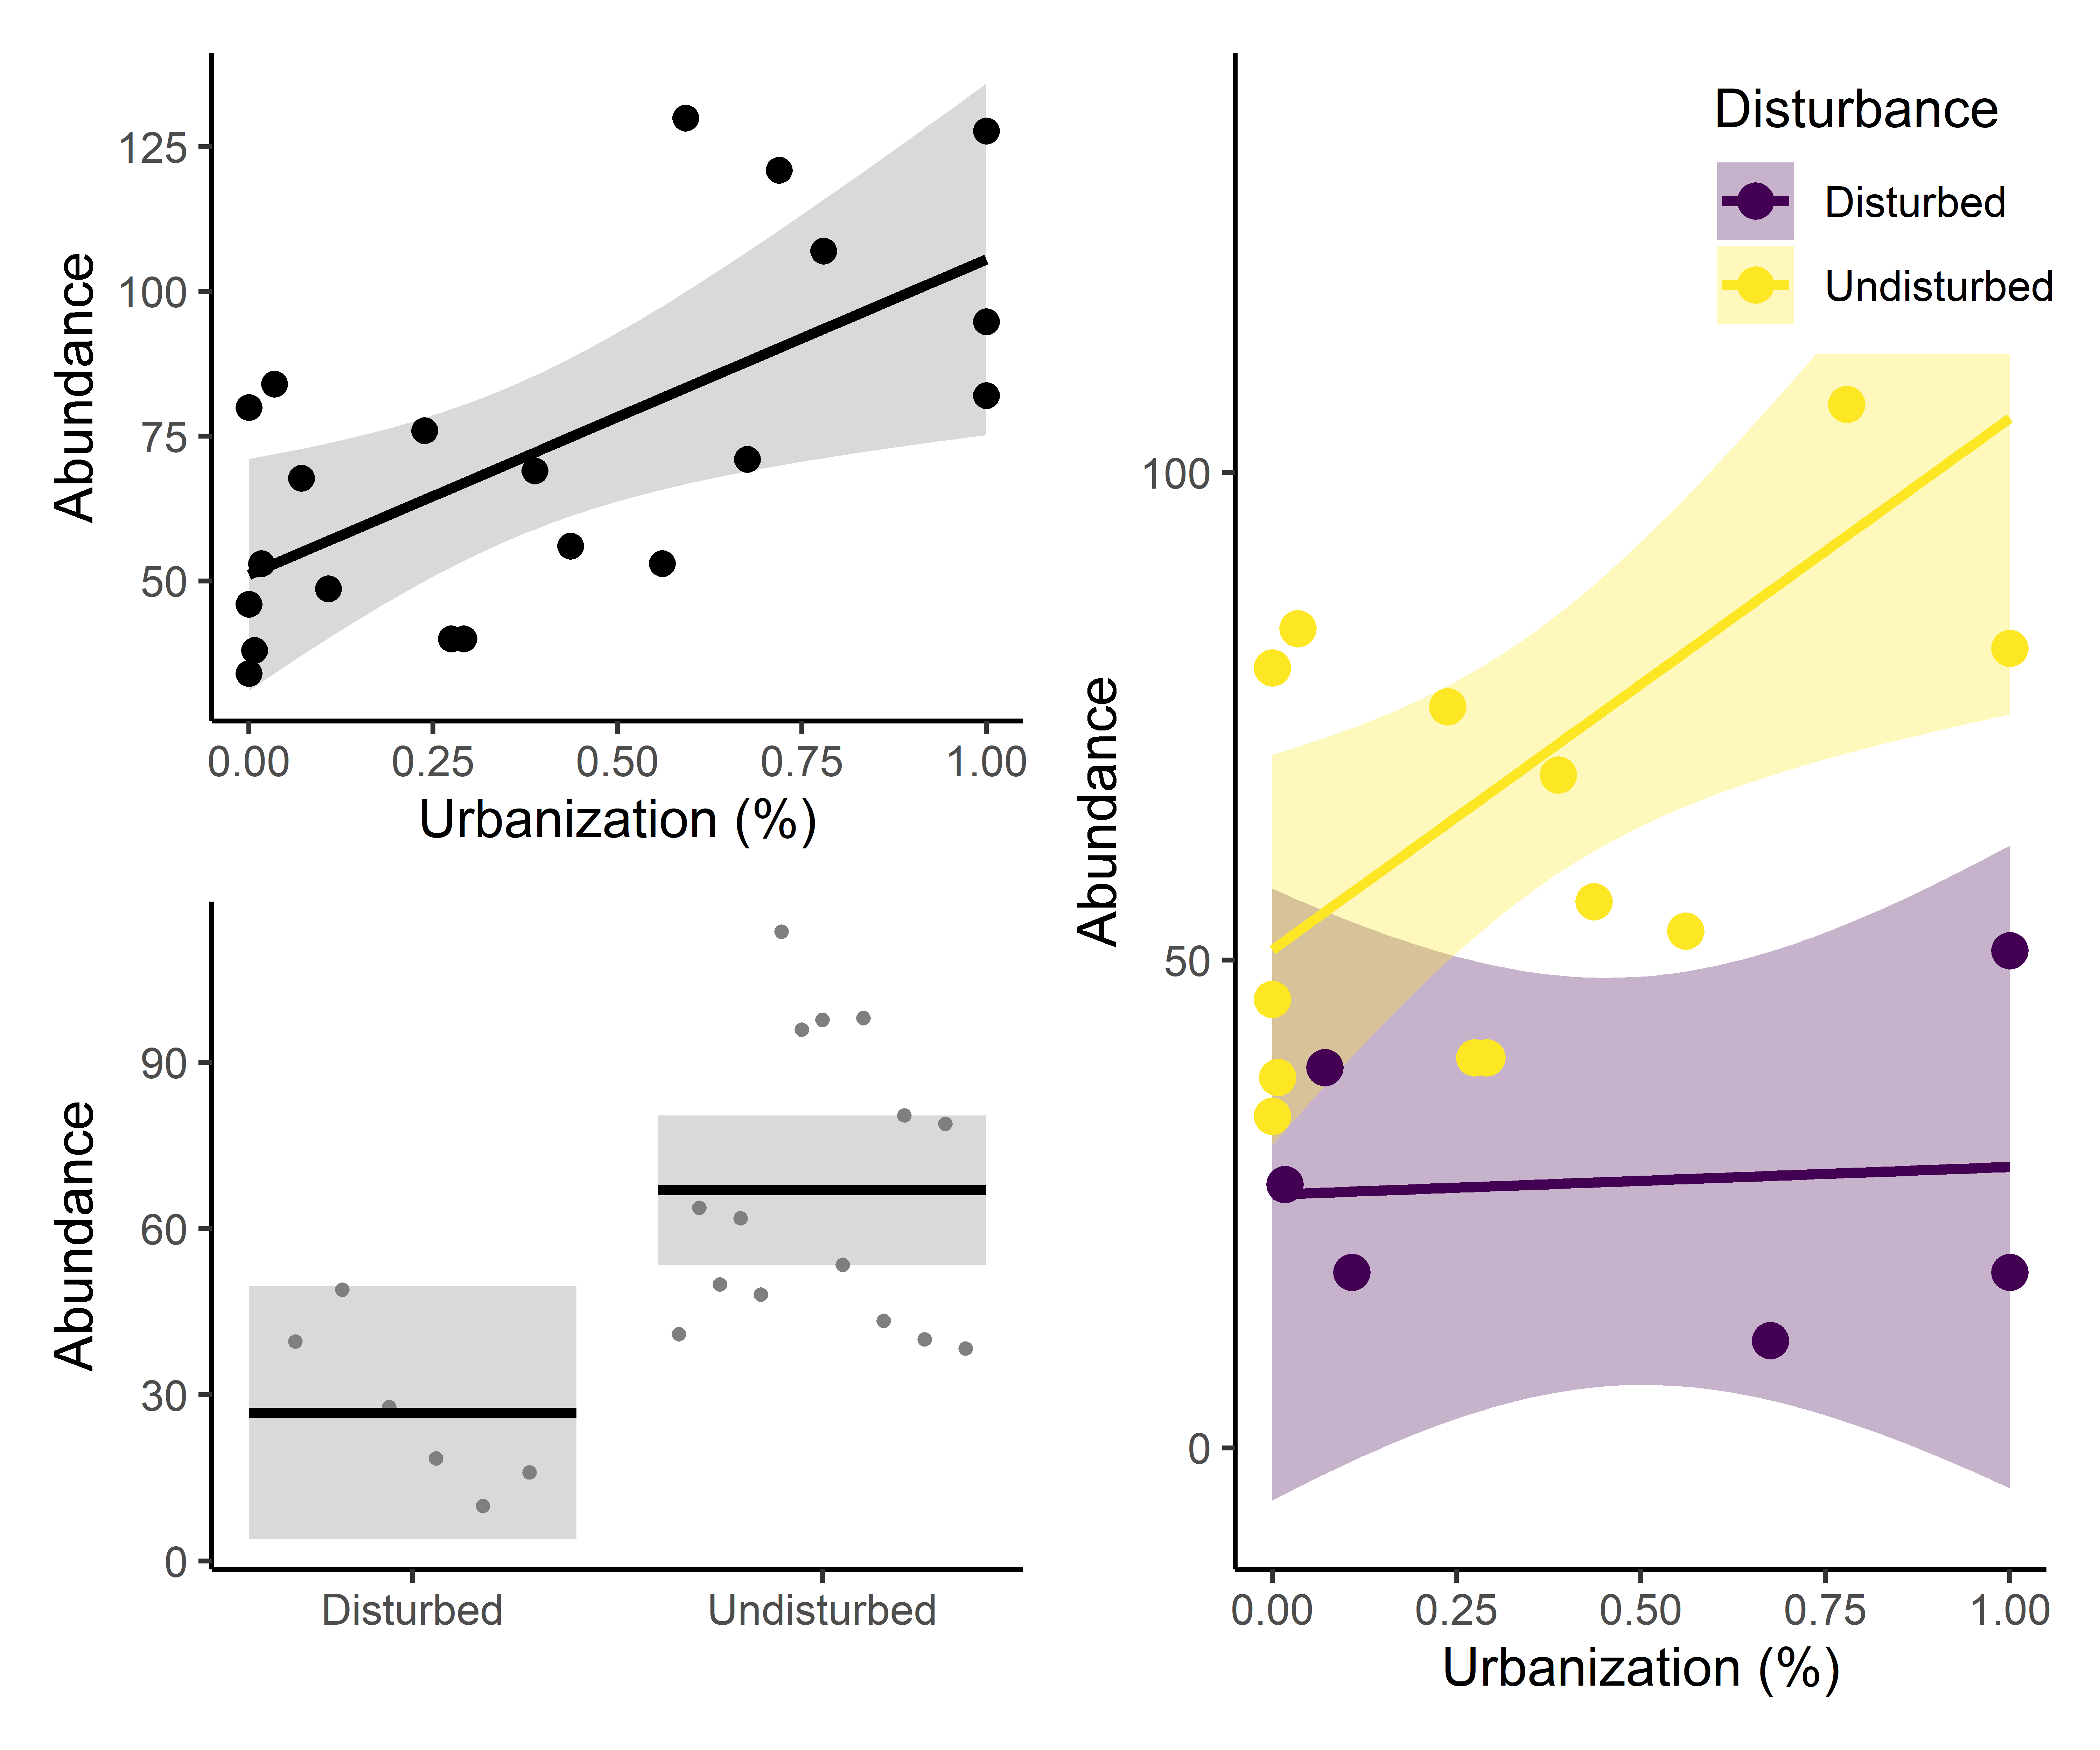 Abundance
125
100
75
50
0.00 0.25 0.50 0.75 1.00
Urbanization (%)
Abundance
90
60
30
0
Disturbed Undisturbed
Disturbance
Disturbed
Undisturbed
Abundance
100
50
0
0.00 0.25 0.50 0.75 1.00
Urbanization (%)